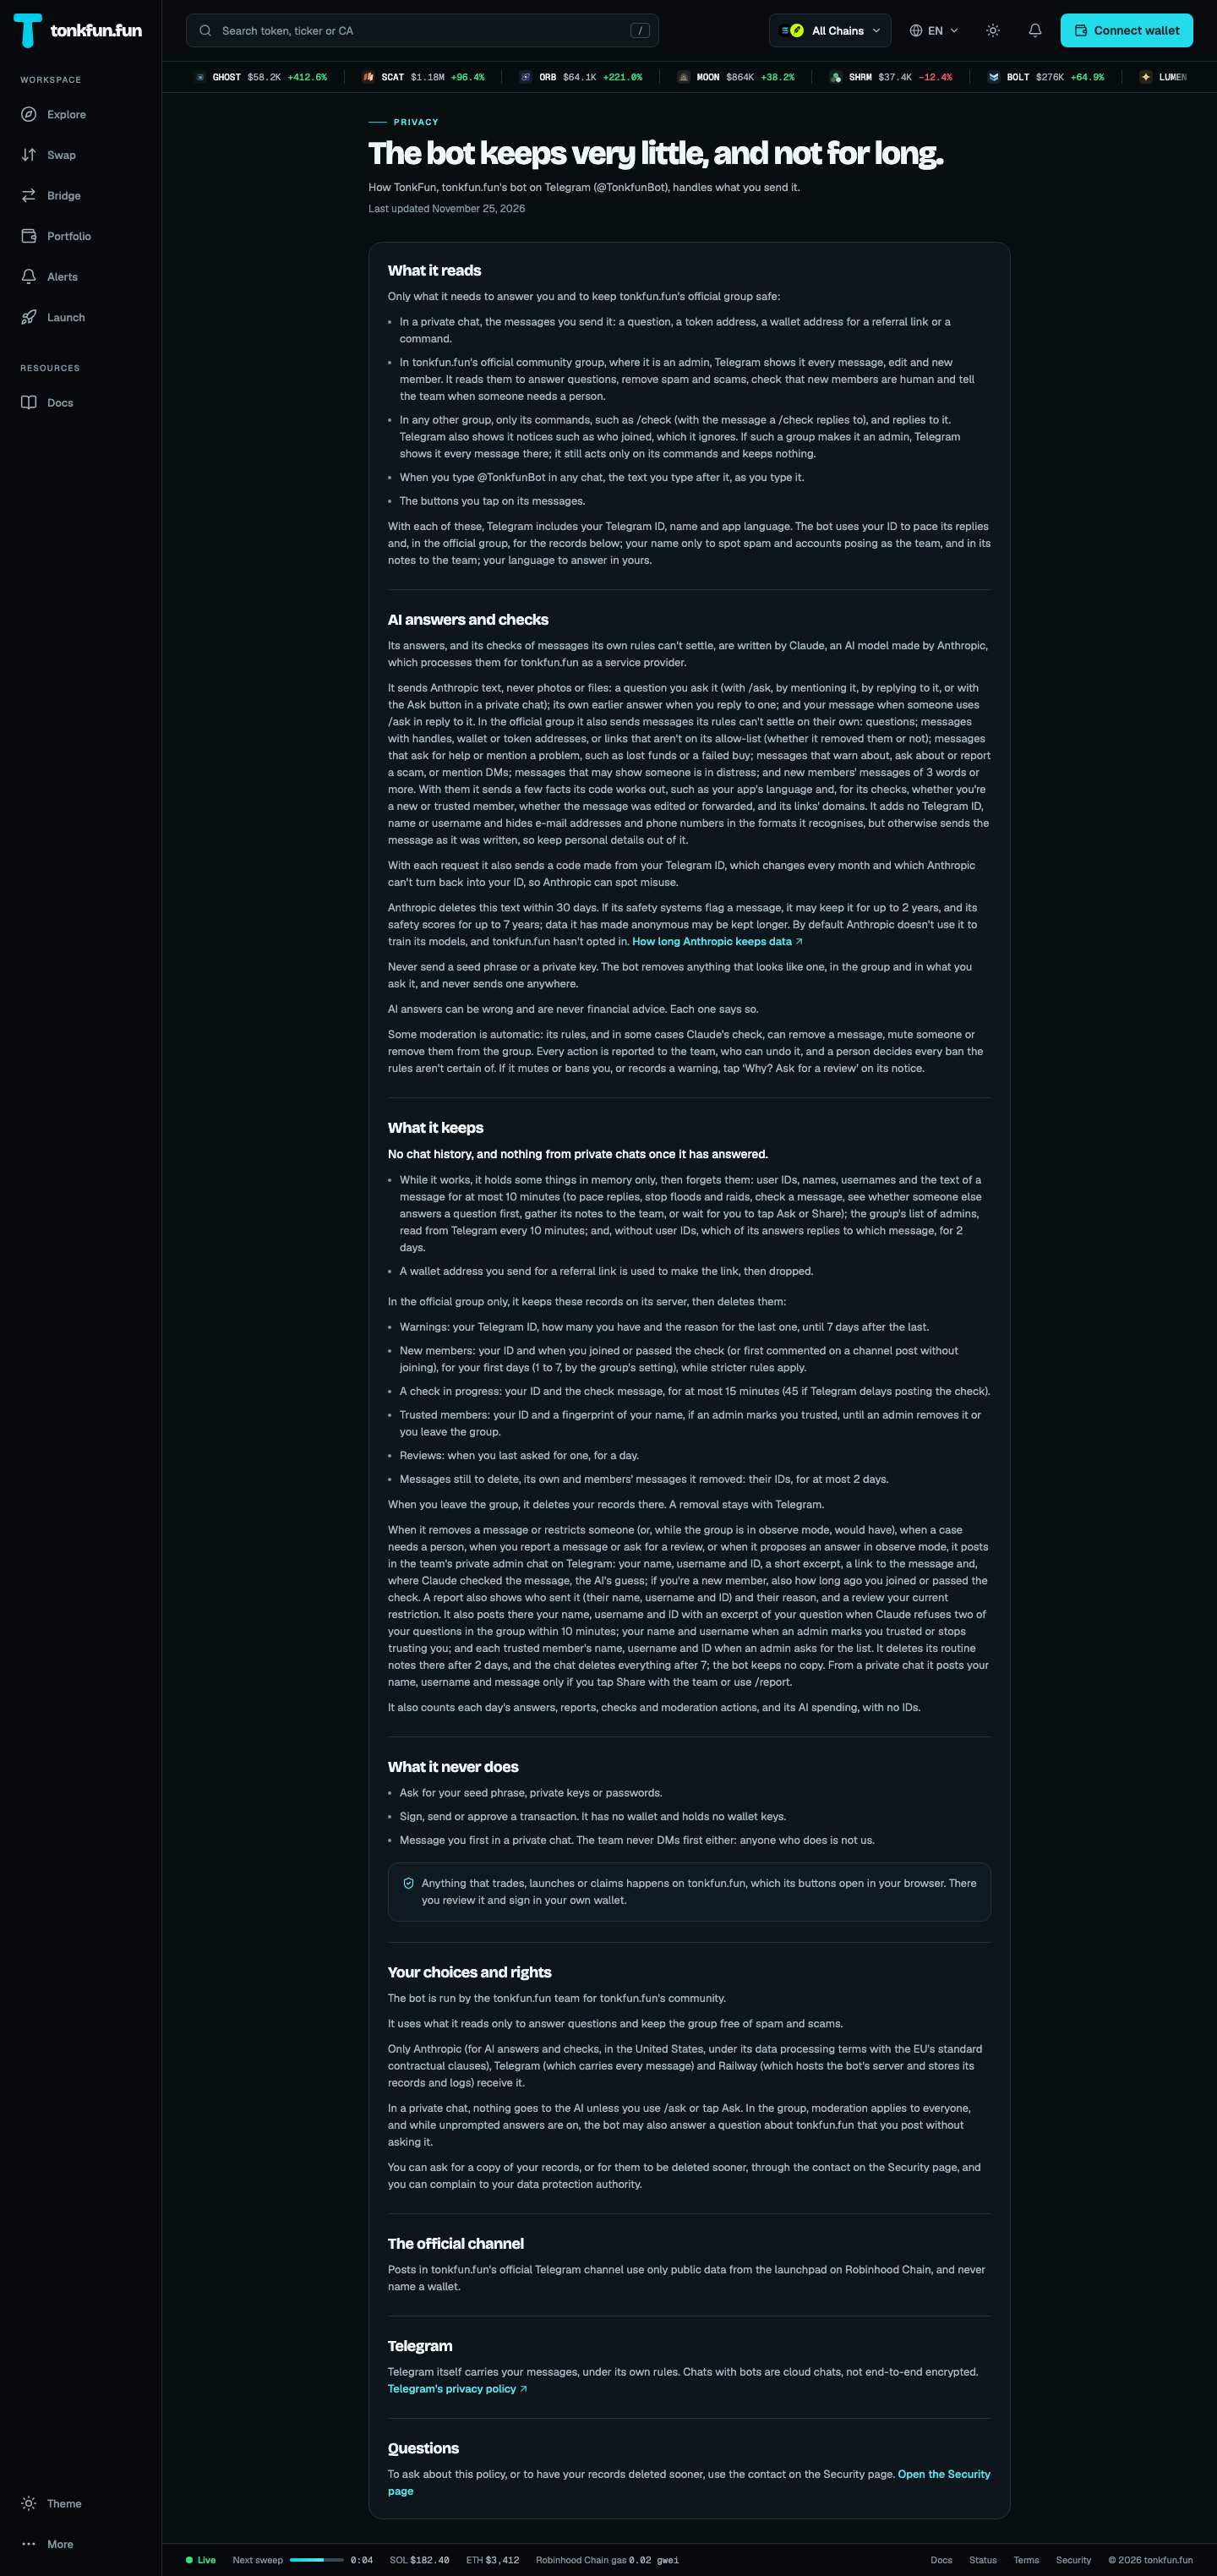 tonkfun.fun
Search token, ticker or CA
/
All Chains
EN
Connect wallet
GHOST $58.2K +412.6%
SCAT $1.18M +96.4%
ORB $64.1K +221.0%
MOON $864K +38.2%
SHRM $37.4K −12.4%
BOLT $276K +64.9%
LUMEN
WORKSPACE
Explore
Swap
Bridge
Portfolio
Alerts
Launch
RESOURCES
Docs
PRIVACY
The bot keeps very little, and not for long.
How TonkFun, tonkfun.fun's bot on Telegram (@TonkfunBot), handles what you send it.
Last updated November 25, 2026
What it reads
Only what it needs to answer you and to keep tonkfun.fun's official group safe:
• In a private chat, the messages you send it: a question, a token address, a wallet address for a referral link or a
command.
• In tonkfun.fun's official community group, where it is an admin, Telegram shows it every message, edit and new
member. It reads them to answer questions, remove spam and scams, check that new members are human and tell
the team when someone needs a person.
• In any other group, only its commands, such as /check (with the message a /check replies to), and replies to it.
Telegram also shows it notices such as who joined, which it ignores. If such a group makes it an admin, Telegram
shows it every message there; it still acts only on its commands and keeps nothing.
• When you type @TonkfunBot in any chat, the text you type after it, as you type it.
• The buttons you tap on its messages.
With each of these, Telegram includes your Telegram ID, name and app language. The bot uses your ID to pace its replies
and, in the official group, for the records below; your name only to spot spam and accounts posing as the team, and in its
notes to the team; your language to answer in yours.
AI answers and checks
Its answers, and its checks of messages its own rules can't settle, are written by Claude, an AI model made by Anthropic,
which processes them for tonkfun.fun as a service provider.
It sends Anthropic text, never photos or files: a question you ask it (with /ask, by mentioning it, by replying to it, or with
the Ask button in a private chat); its own earlier answer when you reply to one; and your message when someone uses
/ask in reply to it. In the official group it also sends messages its rules can't settle on their own: questions; messages
with handles, wallet or token addresses, or links that aren't on its allow-list (whether it removed them or not); messages
that ask for help or mention a problem, such as lost funds or a failed buy; messages that warn about, ask about or report
a scam, or mention DMs; messages that may show someone is in distress; and new members' messages of 3 words or
more. With them it sends a few facts its code works out, such as your app's language and, for its checks, whether you're
a new or trusted member, whether the message was edited or forwarded, and its links' domains. It adds no Telegram ID,
name or username and hides e-mail addresses and phone numbers in the formats it recognises, but otherwise sends the
message as it was written, so keep personal details out of it.
With each request it also sends a code made from your Telegram ID, which changes every month and which Anthropic
can't turn back into your ID, so Anthropic can spot misuse.
Anthropic deletes this text within 30 days. If its safety systems flag a message, it may keep it for up to 2 years, and its
safety scores for up to 7 years; data it has made anonymous may be kept longer. By default Anthropic doesn't use it to
train its models, and tonkfun.fun hasn't opted in. How long Anthropic keeps data ↗
Never send a seed phrase or a private key. The bot removes anything that looks like one, in the group and in what you
ask it, and never sends one anywhere.
AI answers can be wrong and are never financial advice. Each one says so.
Some moderation is automatic: its rules, and in some cases Claude's check, can remove a message, mute someone or
remove them from the group. Every action is reported to the team, who can undo it, and a person decides every ban the
rules aren't certain of. If it mutes or bans you, or records a warning, tap ‘Why? Ask for a review’ on its notice.
What it keeps
No chat history, and nothing from private chats once it has answered.
• While it works, it holds some things in memory only, then forgets them: user IDs, names, usernames and the text of a
message for at most 10 minutes (to pace replies, stop floods and raids, check a message, see whether someone else
answers a question first, gather its notes to the team, or wait for you to tap Ask or Share); the group's list of admins,
read from Telegram every 10 minutes; and, without user IDs, which of its answers replies to which message, for 2
days.
• A wallet address you send for a referral link is used to make the link, then dropped.
In the official group only, it keeps these records on its server, then deletes them:
• Warnings: your Telegram ID, how many you have and the reason for the last one, until 7 days after the last.
• New members: your ID and when you joined or passed the check (or first commented on a channel post without
joining), for your first days (1 to 7, by the group's setting), while stricter rules apply.
• A check in progress: your ID and the check message, for at most 15 minutes (45 if Telegram delays posting the check).
• Trusted members: your ID and a fingerprint of your name, if an admin marks you trusted, until an admin removes it or
you leave the group.
• Reviews: when you last asked for one, for a day.
• Messages still to delete, its own and members' messages it removed: their IDs, for at most 2 days.
When you leave the group, it deletes your records there. A removal stays with Telegram.
When it removes a message or restricts someone (or, while the group is in observe mode, would have), when a case
needs a person, when you report a message or ask for a review, or when it proposes an answer in observe mode, it posts
in the team's private admin chat on Telegram: your name, username and ID, a short excerpt, a link to the message and,
where Claude checked the message, the AI's guess; if you're a new member, also how long ago you joined or passed the
check. A report also shows who sent it (their name, username and ID) and their reason, and a review your current
restriction. It also posts there your name, username and ID with an excerpt of your question when Claude refuses two of
your questions in the group within 10 minutes; your name and username when an admin marks you trusted or stops
trusting you; and each trusted member's name, username and ID when an admin asks for the list. It deletes its routine
notes there after 2 days, and the chat deletes everything after 7; the bot keeps no copy. From a private chat it posts your
name, username and message only if you tap Share with the team or use /report.
It also counts each day's answers, reports, checks and moderation actions, and its AI spending, with no IDs.
What it never does
• Ask for your seed phrase, private keys or passwords.
• Sign, send or approve a transaction. It has no wallet and holds no wallet keys.
• Message you first in a private chat. The team never DMs first either: anyone who does is not us.
Anything that trades, launches or claims happens on tonkfun.fun, which its buttons open in your browser. There
you review it and sign in your own wallet.
Your choices and rights
The bot is run by the tonkfun.fun team for tonkfun.fun's community.
It uses what it reads only to answer questions and keep the group free of spam and scams.
Only Anthropic (for AI answers and checks, in the United States, under its data processing terms with the EU's standard
contractual clauses), Telegram (which carries every message) and Railway (which hosts the bot's server and stores its
records and logs) receive it.
In a private chat, nothing goes to the AI unless you use /ask or tap Ask. In the group, moderation applies to everyone,
and while unprompted answers are on, the bot may also answer a question about tonkfun.fun that you post without
asking it.
You can ask for a copy of your records, or for them to be deleted sooner, through the contact on the Security page, and
you can complain to your data protection authority.
The official channel
Posts in tonkfun.fun's official Telegram channel use only public data from the launchpad on Robinhood Chain, and never
name a wallet.
Telegram
Telegram itself carries your messages, under its own rules. Chats with bots are cloud chats, not end-to-end encrypted.
Telegram's privacy policy ↗
Questions
To ask about this policy, or to have your records deleted sooner, use the contact on the Security page. Open the Security
page
Theme
More
Live
Next sweep 0:04
SOL $182.40
ETH $3,412
Robinhood Chain gas 0.02 gwei
Docs
Status
Terms
Security
© 2026 tonkfun.fun